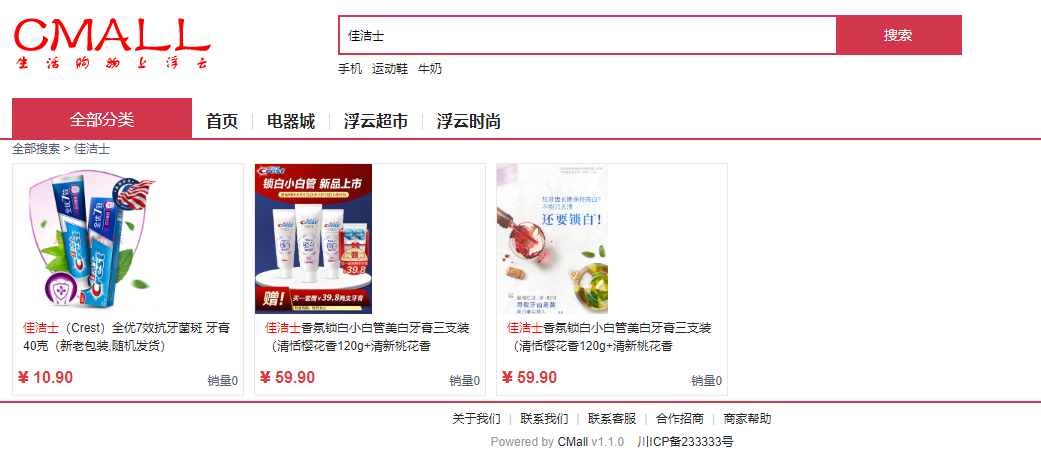 CMALL
生活购物上浮云
佳洁士
搜索
手机 运动鞋 牛奶
全部分类 首页 电器城 浮云超市 浮云时尚
全部搜索 > 佳洁士
Crest
锁白小白管 新品上市
39.8
赠!
买一套赠¥39.8两支牙膏
还要锁白!
导致牙齿易黄
佳洁士（Crest）全优7效抗牙菌斑 牙膏
40克（新老包装,随机发货）
¥ 10.90
销量0
佳洁士香氛锁白小白管美白牙膏三支装
（清恬樱花香120g+清新桃花香
¥ 59.90
销量0
佳洁士香氛锁白小白管美白牙膏三支装
（清恬樱花香120g+清新桃花香
¥ 59.90
销量0
关于我们 | 联系我们 | 联系客服 | 合作招商 | 商家帮助
Powered by CMall v1.1.0 川ICP备233333号